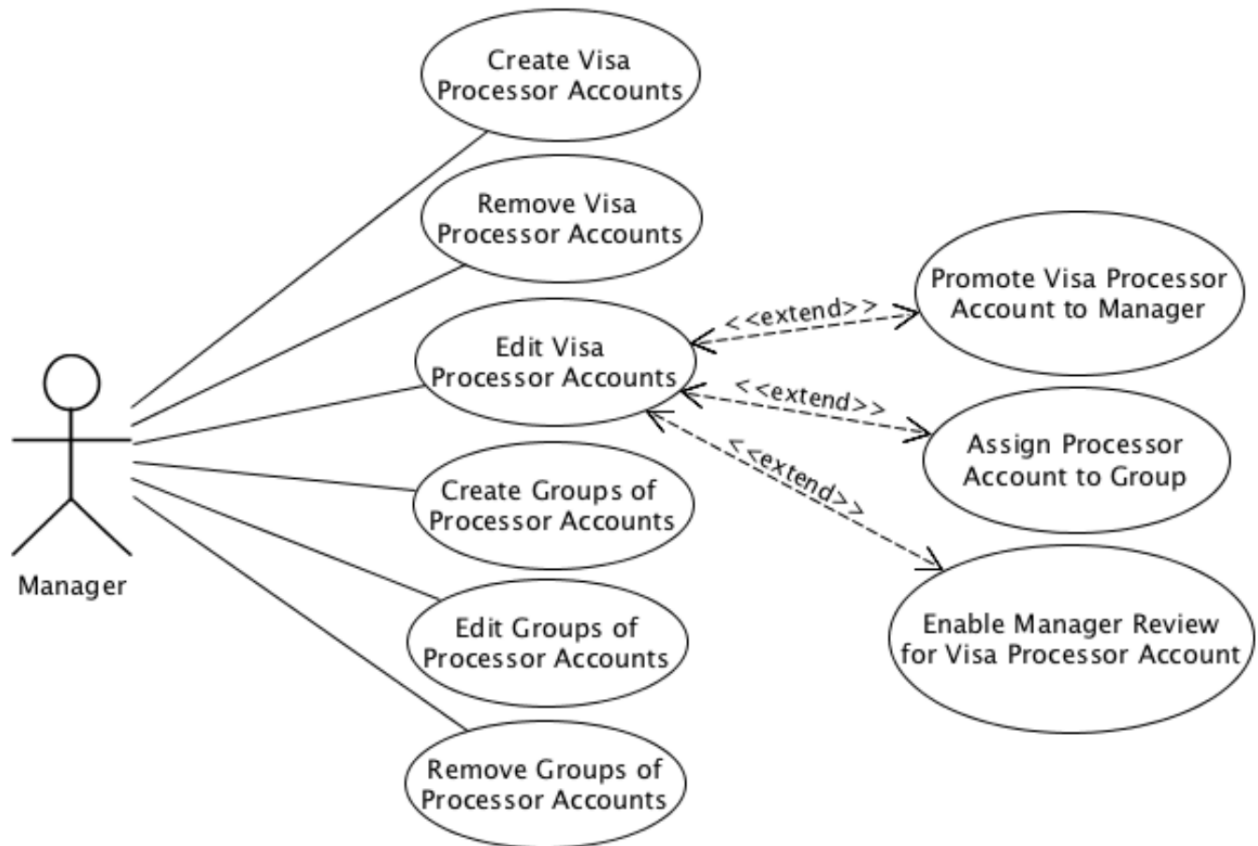 Create Visa
Processor Accounts
Remove Visa
Processor Accounts
Edit Visa
Processor Accounts
Create Groups of
Processor Accounts
Edit Groups of
Processor Accounts
Remove Groups of
Processor Accounts
Manager
<<extend>>
<<extend>>
<<extend>>
Promote Visa Processor
Account to Manager
Assign Processor
Account to Group
Enable Manager Review
for Visa Processor Account